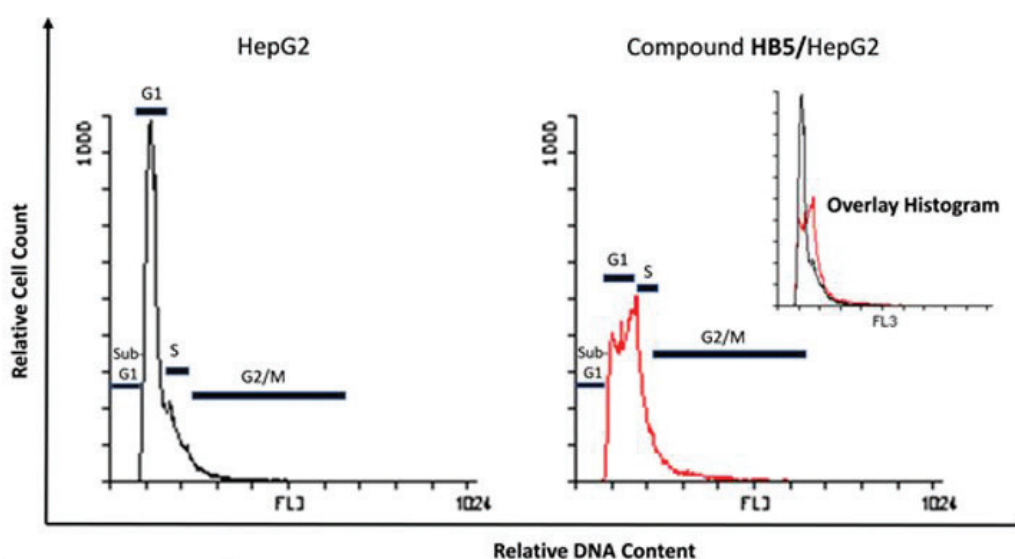 HepG2
Compound HB5/HepG2
G1
1000
Sub-
G1
S
G2/M
FL3
1024
G1
S
1000
Sub-
G1
G2/M
FL3
1024
Overlay Histogram
FL3
Relative Cell Count
Relative DNA Content